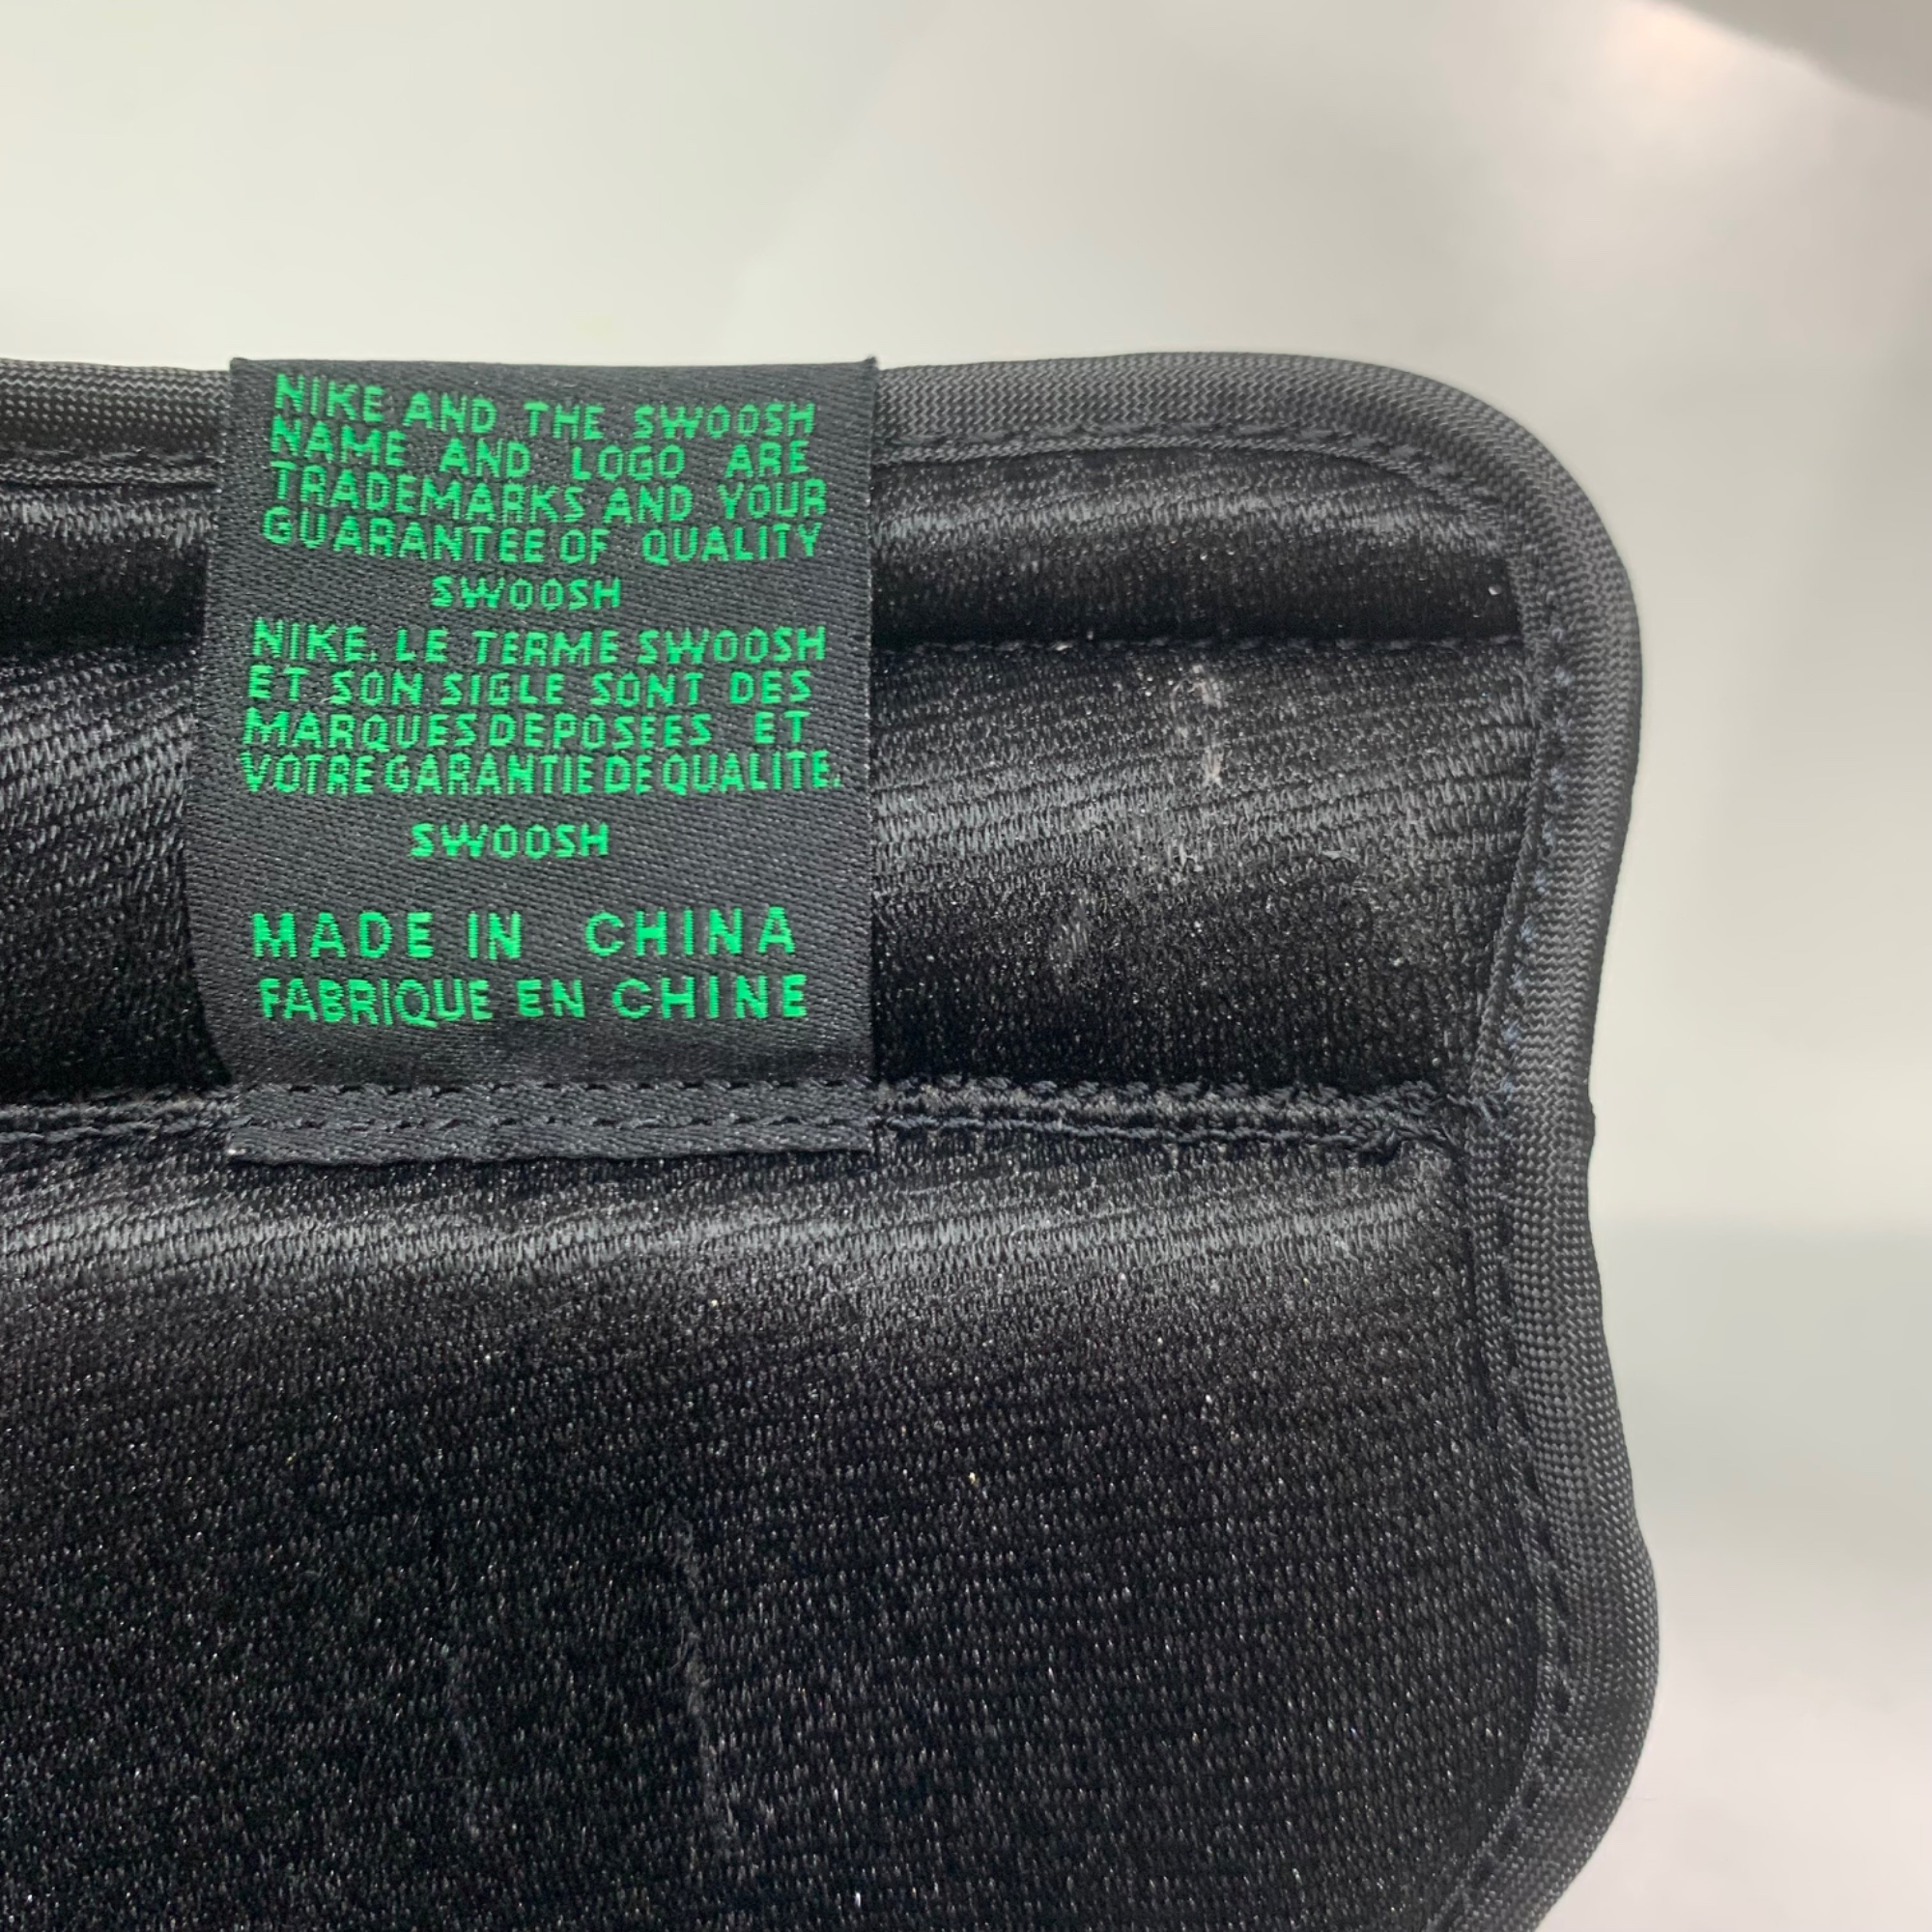 NIKE AND THE SWOOSH
NAME AND LOGO ARE
TRADEMARKS AND YOUR
GUARANTEE OF QUALITY
SWOOSH
NIKE, LE TERME SWOOSH
ET SON SIGLE SONT DES
MARQUES DEPOSEES ET
VOTRE GARANTIE DE QUALITE.
SWOOSH
MADE IN CHINA
FABRIQUE EN CHINE